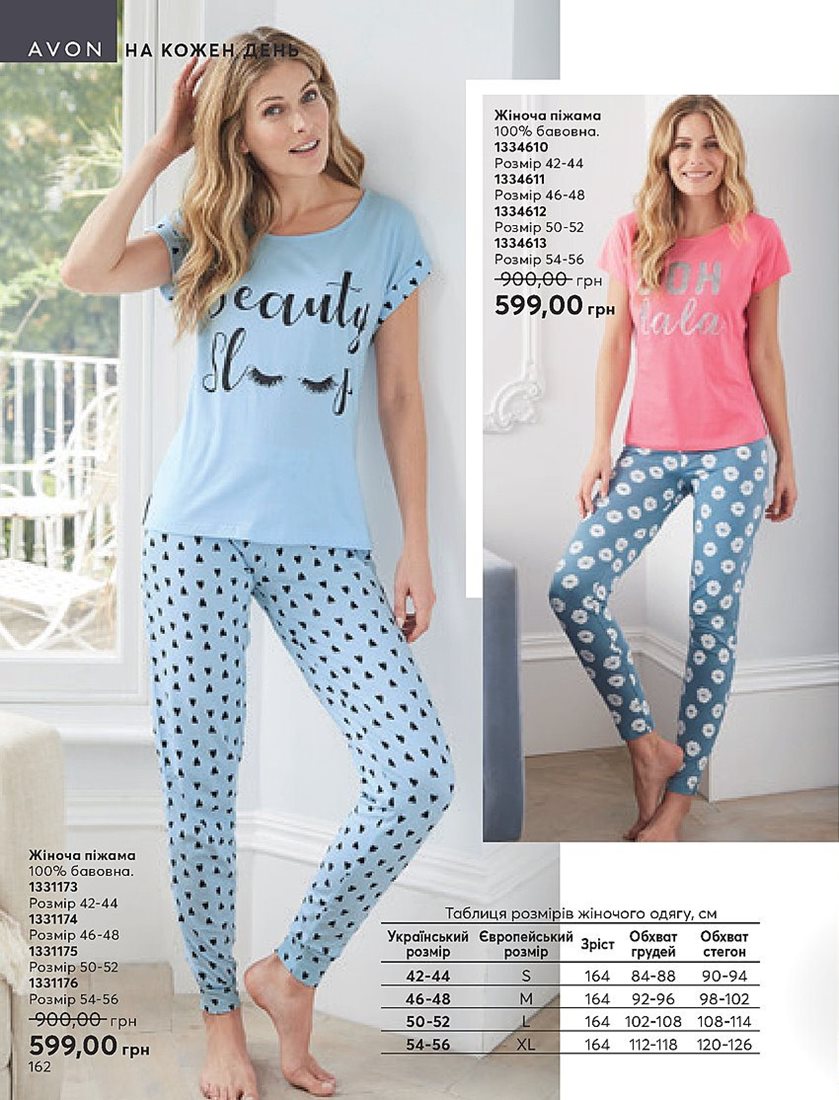 AVON НА КОЖЕН ДЕНЬ
Жіноча піжама
100% бавовна.
1334610
Розмір 42-44
1334611
Розмір 46-48
1334612
Розмір 50-52
1334613
Розмір 54-56
900,00 грн
599,00 грн
OOH
lala
Beauty
Sl p
Жіноча піжама
100% бавовна.
1331173
Розмір 42-44
1331174
Розмір 46-48
1331175
Розмір 50-52
1331176
Розмір 54-56
900,00 грн
599,00 грн
162
Таблиця розмірів жіночого одягу, см
Український розмір Європейський розмір Зріст Обхват грудей Обхват стегон
42-44 S 164 84-88 90-94
46-48 M 164 92-96 98-102
50-52 L 164 102-108 108-114
54-56 XL 164 112-118 120-126